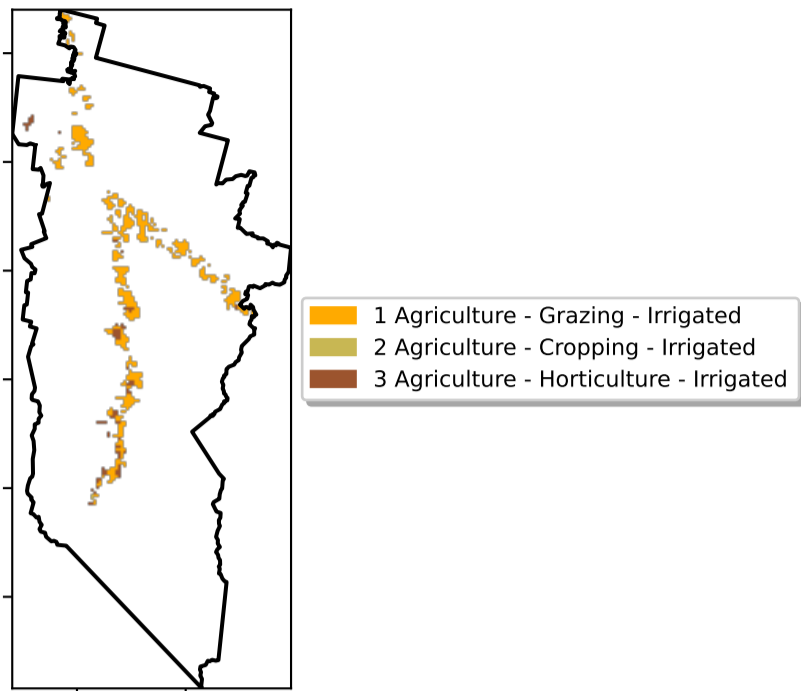 1 Agriculture - Grazing - Irrigated
2 Agriculture - Cropping - Irrigated
3 Agriculture - Horticulture - Irrigated